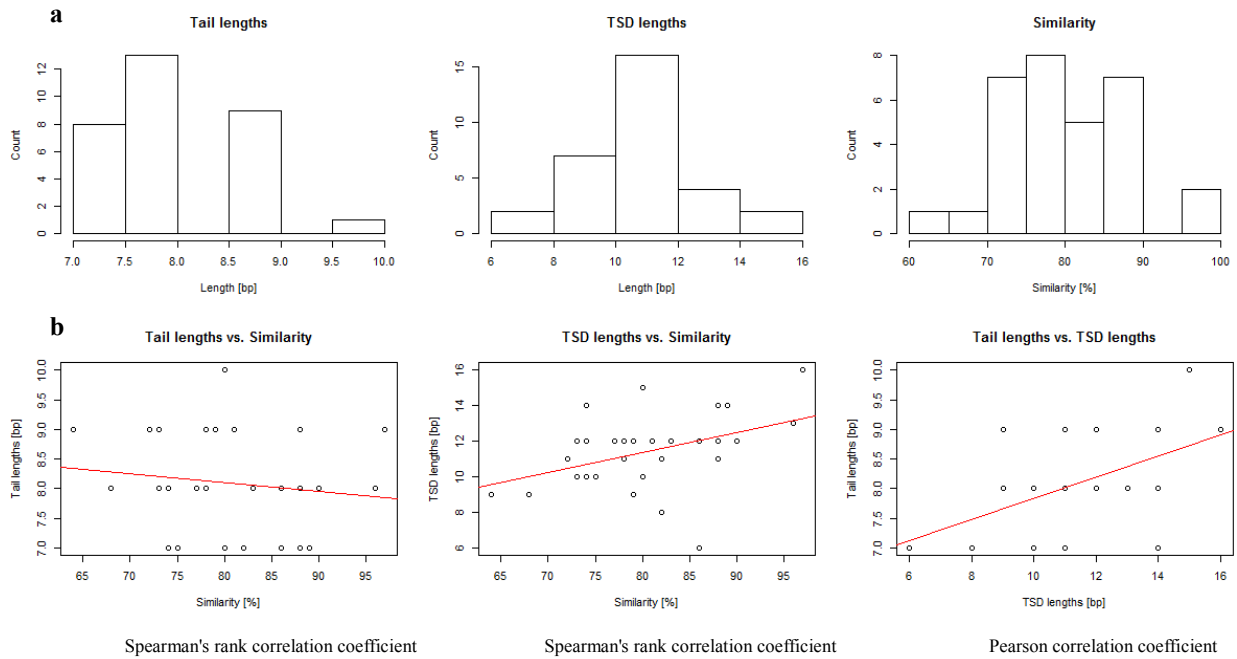 a
Tail lengths
TSD lengths
Similarity
Count
0 2 4 6 8 10 12
7.0 7.5 8.0 8.5 9.0 9.5 10.0
Length [bp]
Count
0 5 10 15
6 8 10 12 14 16
Length [bp]
Count
0 2 4 6 8
60 70 80 90 100
Similarity [%]
b
Tail lengths vs. Similarity
TSD lengths vs. Similarity
Tail lengths vs. TSD lengths
Tail lengths [bp]
7.0 7.5 8.0 8.5 9.0 9.5 10.0
65 70 75 80 85 90 95
Similarity [%]
TSD lengths [bp]
6 8 10 12 14 16
65 70 75 80 85 90 95
Similarity [%]
Tail lengths [bp]
7.0 7.5 8.0 8.5 9.0 9.5 10.0
6 8 10 12 14 16
TSD lengths [bp]
Spearman's rank correlation coefficient
Spearman's rank correlation coefficient
Pearson correlation coefficient